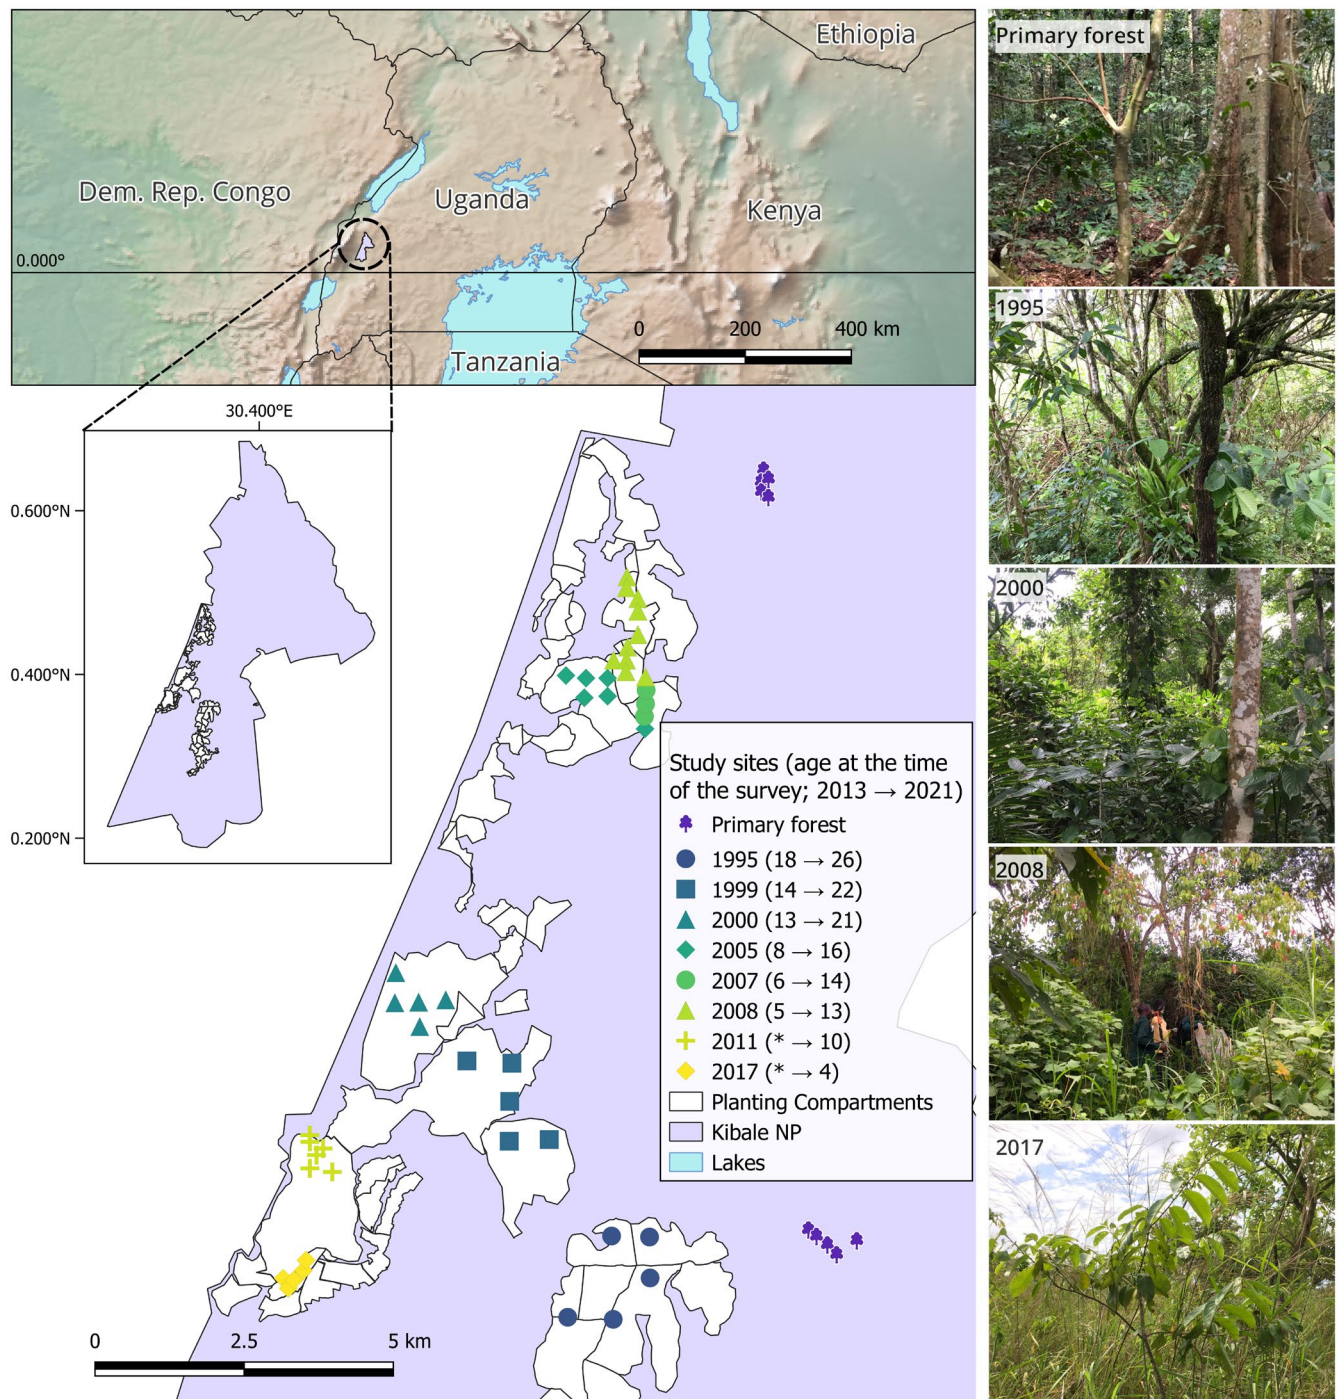 Ethiopia
Dem. Rep. Congo
Uganda
Kenya
0.000°
0 200 400 km
Tanzania
30.400°E
0.600°N
0.400°N
0.200°N
Study sites (age at the time
of the survey; 2013 → 2021)
Primary forest
1995 (18 → 26)
1999 (14 → 22)
2000 (13 → 21)
2005 (8 → 16)
2007 (6 → 14)
2008 (5 → 13)
2011 (* → 10)
2017 (* → 4)
Planting Compartments
Kibale NP
Lakes
0 2.5 5 km
Primary forest
1995
2000
2008
2017